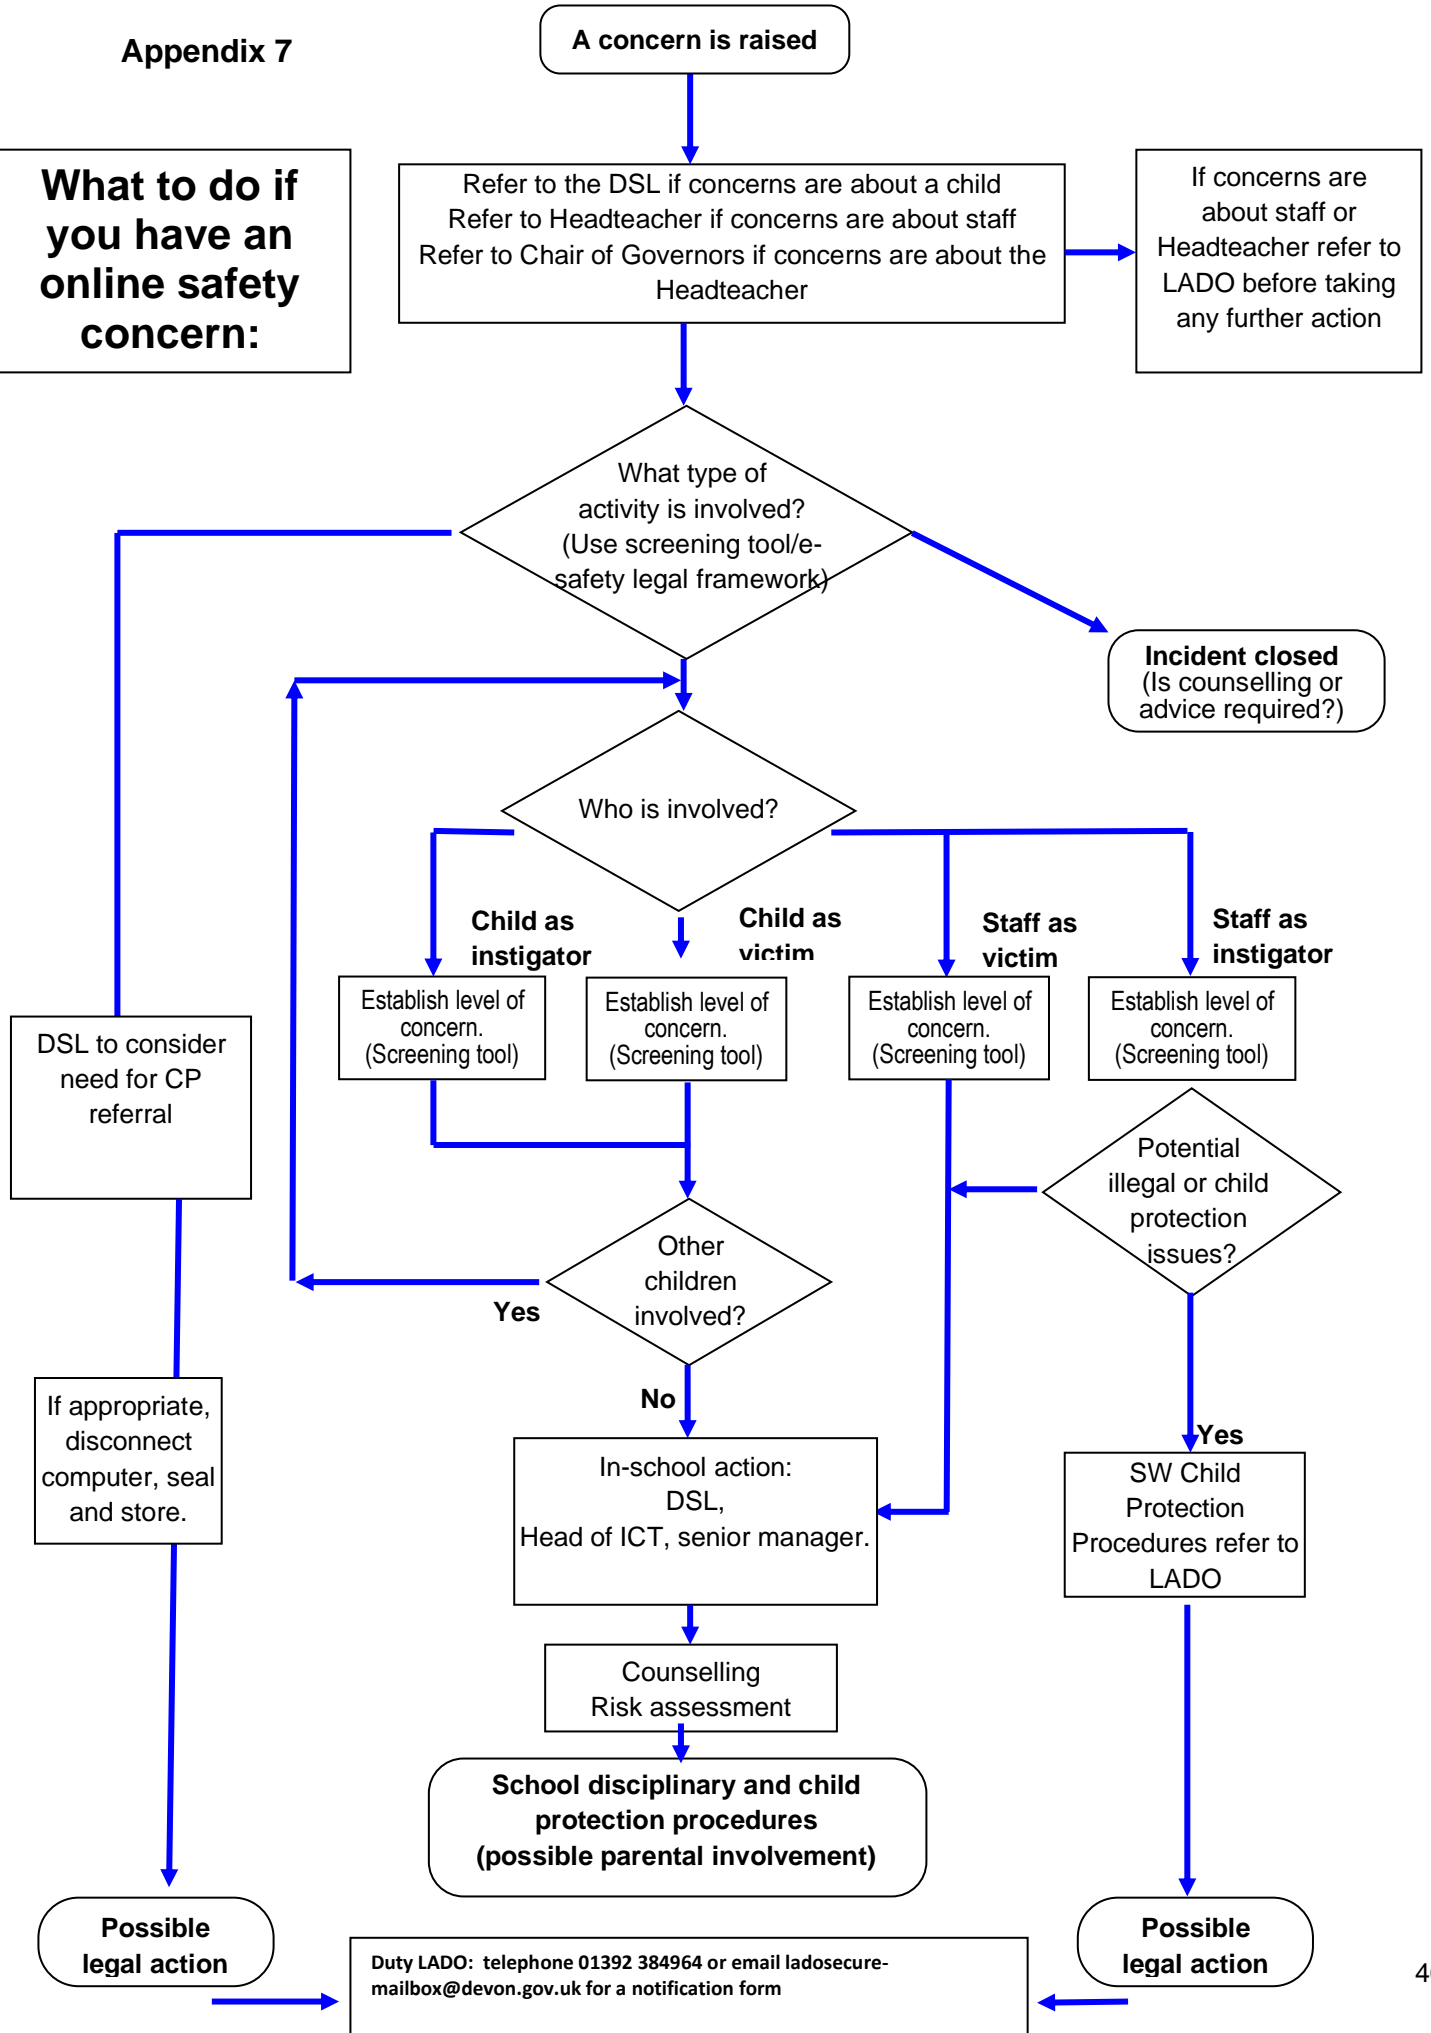 Appendix 7
A concern is raised
What to do if
you have an
online safety
concern:
Refer to the DSL if concerns are about a child
Refer to Headteacher if concerns are about staff
Refer to Chair of Governors if concerns are about the
Headteacher
If concerns are
about staff or
Headteacher refer to
LADO before taking
any further action
What type of
activity is involved?
(Use screening tool/e-
safety legal framework)
Incident closed
(Is counselling or
advice required?)
Who is involved?
Child as
instigator
Child as
victim
Staff as
victim
Staff as
instigator
Establish level of
concern.
(Screening tool)
Establish level of
concern.
(Screening tool)
Establish level of
concern.
(Screening tool)
Establish level of
concern.
(Screening tool)
DSL to consider
need for CP
referral
Potential
illegal or child
protection
issues?
Other
children
involved?
Yes
No
Yes
If appropriate,
disconnect
computer, seal
and store.
In-school action:
DSL,
Head of ICT, senior manager.
SW Child
Protection
Procedures refer to
LADO
Counselling
Risk assessment
School disciplinary and child
protection procedures
(possible parental involvement)
Possible
legal action
Possible
legal action
Duty LADO: telephone 01392 384964 or email ladosecure-
mailbox@devon.gov.uk for a notification form